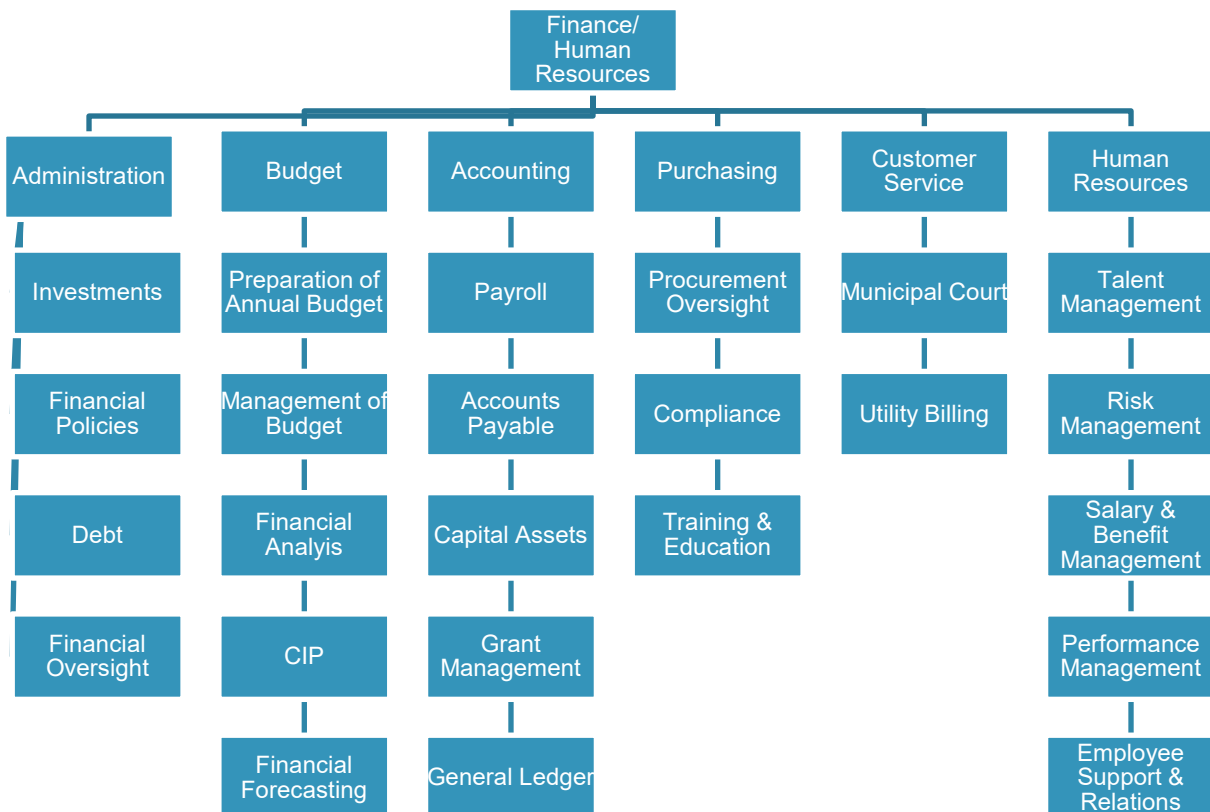 Finance/
Human
Resources
Administration
Budget
Accounting
Purchasing
Customer
Service
Human
Resources
Investments
Preparation of
Annual Budget
Payroll
Procurement
Oversight
Municipal Court
Talent
Management
Financial
Policies
Management of
Budget
Accounts
Payable
Compliance
Utility Billing
Risk
Management
Debt
Financial
Analyis
Capital Assets
Training &
Education
Salary &
Benefit
Management
Financial
Oversight
CIP
Grant
Management
Performance
Management
Financial
Forecasting
General Ledger
Employee
Support &
Relations